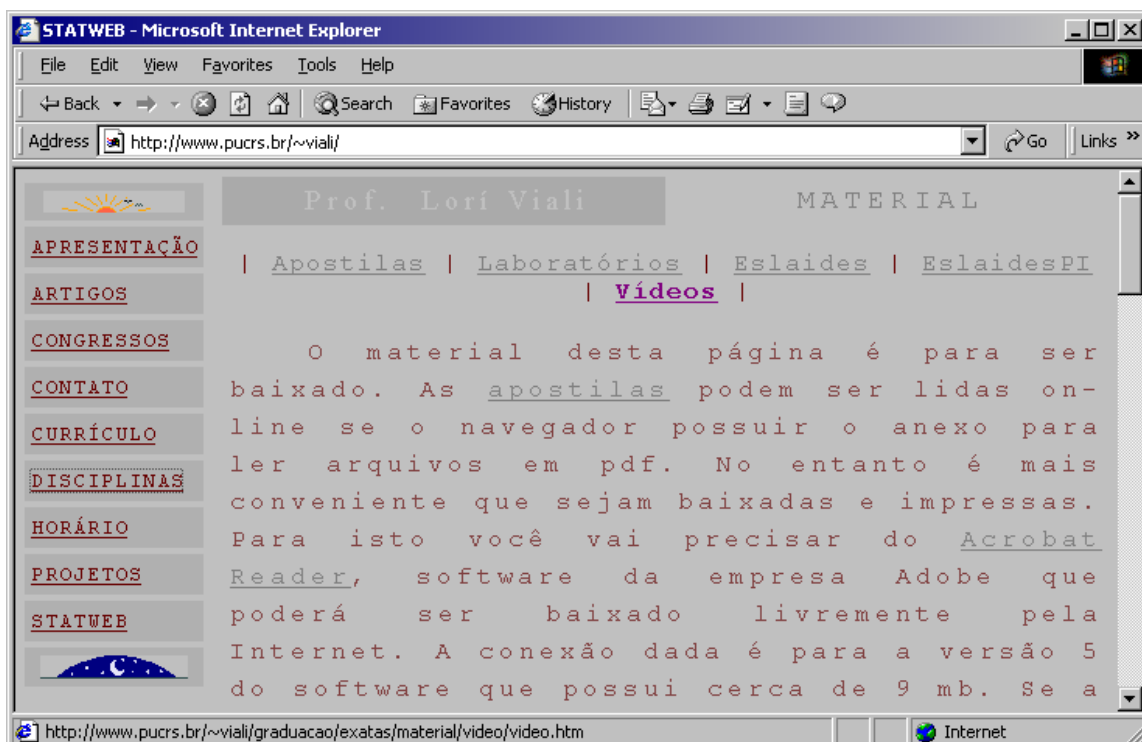 STATWEB - Microsoft Internet Explorer
File Edit View Favorites Tools Help
Back Search Favorites History
Address http://www.pucrs.br/~viali/ Go Links »
APRESENTAÇÃO
ARTIGOS
CONGRESSOS
CONTATO
CURRÍCULO
DISCIPLINAS
HORÁRIO
PROJETOS
STATWEB
Prof. Lorí Viali MATERIAL
| Apostilas | Laboratórios | Eslaides | EslaidesPI
| Vídeos |
O material desta página é para ser
baixado. As apostilas podem ser lidas on-
line se o navegador possuir o anexo para
ler arquivos em pdf. No entanto é mais
conveniente que sejam baixadas e impressas.
Para isto você vai precisar do Acrobat
Reader, software da empresa Adobe que
poderá ser baixado livremente pela
Internet. A conexão dada é para a versão 5
do software que possui cerca de 9 mb. Se a
http://www.pucrs.br/~viali/graduacao/exatas/material/video/video.htm Internet